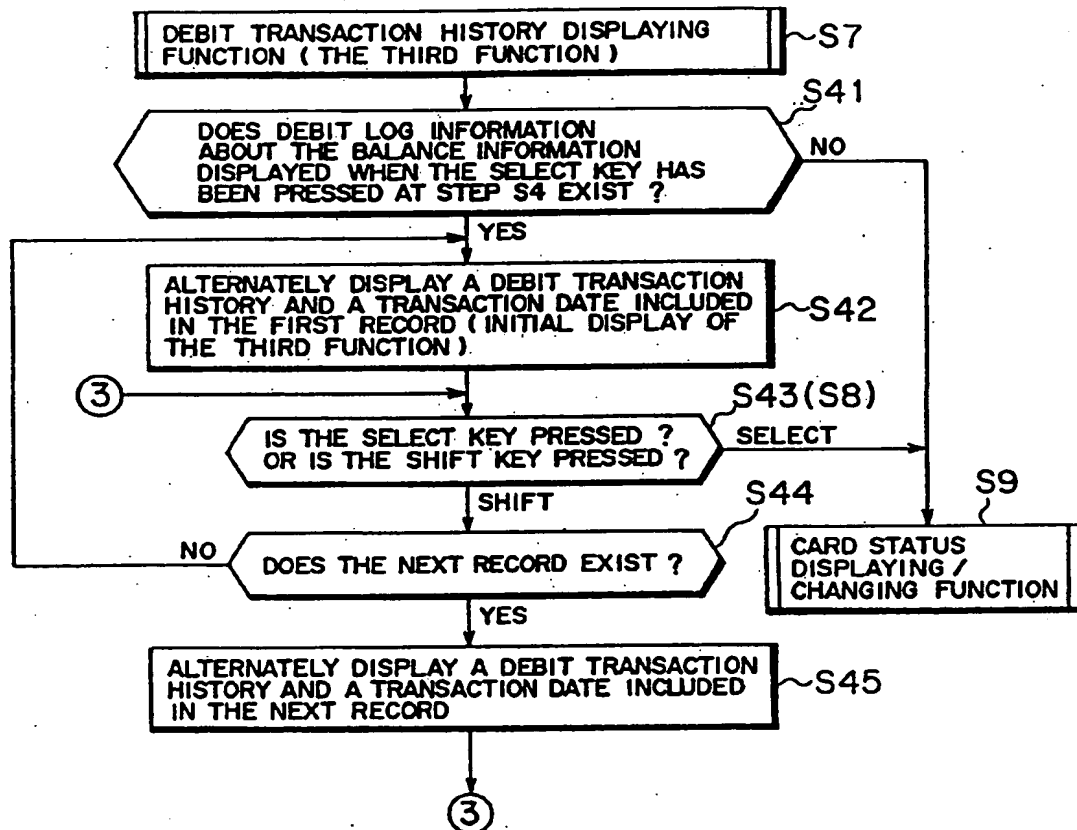 DEBIT TRANSACTION HISTORY DISPLAYING
FUNCTION ( THE THIRD FUNCTION )
S7
S41
DOES DEBIT LOG INFORMATION
ABOUT THE BALANCE INFORMATION
DISPLAYED WHEN THE SELECT KEY HAS
BEEN PRESSED AT STEP S4 EXIST ?
NO
YES
ALTERNATELY DISPLAY A DEBIT TRANSACTION
HISTORY AND A TRANSACTION DATE INCLUDED
IN THE FIRST RECORD ( INITIAL DISPLAY OF
THE THIRD FUNCTION )
S42
3
S43(S8)
IS THE SELECT KEY PRESSED ?
OR IS THE SHIFT KEY PRESSED ?
SELECT
SHIFT
S44
NO
DOES THE NEXT RECORD EXIST ?
S9
CARD STATUS
DISPLAYING /
CHANGING FUNCTION
YES
ALTERNATELY DISPLAY A DEBIT TRANSACTION
HISTORY AND A TRANSACTION DATE INCLUDED
IN THE NEXT RECORD
S45
3